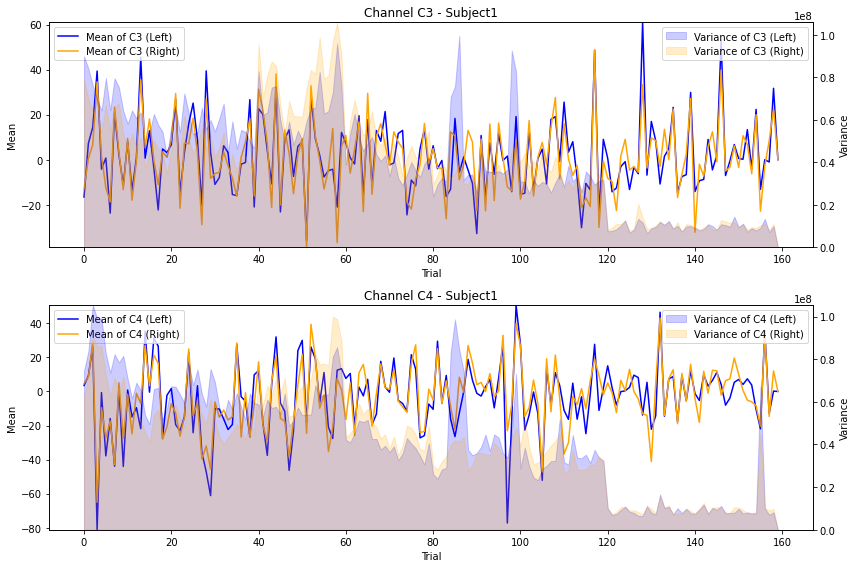 Channel C3 - Subject1
1e8
Mean of C3 (Left)
Mean of C3 (Right)
Variance of C3 (Left)
Variance of C3 (Right)
60
40
20
0
−20
Mean
1.0
0.8
0.6
0.4
0.2
0.0
Variance
0 20 40 60 80 100 120 140 160
Trial
Channel C4 - Subject1
1e8
Mean of C4 (Left)
Mean of C4 (Right)
Variance of C4 (Left)
Variance of C4 (Right)
40
20
0
−20
−40
−60
−80
Mean
1.0
0.8
0.6
0.4
0.2
0.0
Variance
0 20 40 60 80 100 120 140 160
Trial